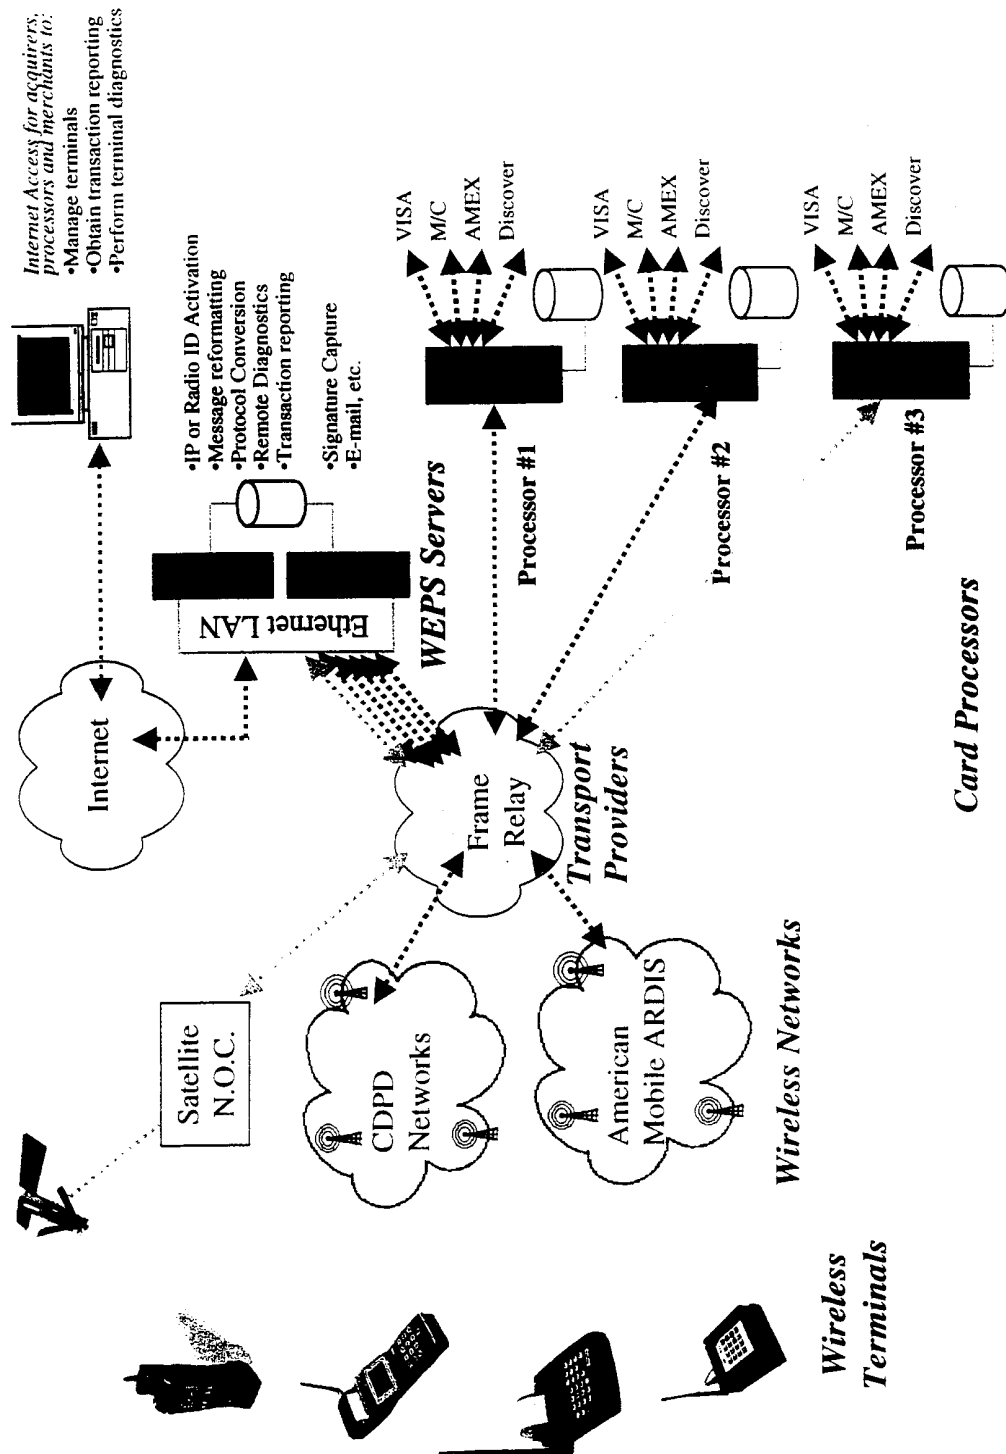 Internet Access for acquirers,
processors and merchants to:
•Manage terminals
•Obtain transaction reporting
•Perform terminal diagnostics
Internet
•IP or Radio ID Activation
•Message reformatting
•Protocol Conversion
•Remote Diagnostics
•Transaction reporting
•Signature Capture
•E-mail, etc.
Ethernet LAN
WEPS Servers
Satellite
N.O.C.
CDPD
Networks
American
Mobile ARDIS
Frame
Relay
Transport
Providers
VISA
M/C
AMEX
Discover
Processor #1
VISA
M/C
AMEX
Discover
Processor #2
VISA
M/C
AMEX
Discover
Processor #3
Wireless
Terminals
Wireless Networks
Card Processors